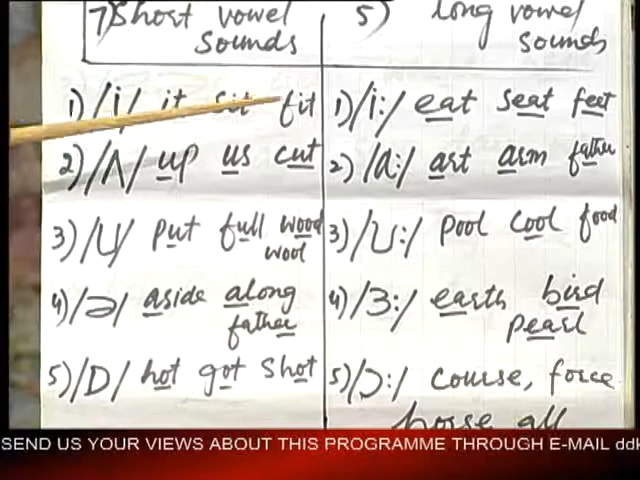 7) Short vowel
sounds
5) long vowel
sounds
1) /i/ it sit fit
1) /i:/ eat seat feet
2) /ʌ/ up us cut
2) /ɑ:/ art arm father
3) /U/ put full wood
wool
3) /U:/ pool cool food
4) /ə/ aside along
father
4) /3:/ earth bird
pearl
5) /D/ hot got shot
5) /ɔ:/ course, force
horse all
SEND US YOUR VIEWS ABOUT THIS PROGRAMME THROUGH E-MAIL ddk